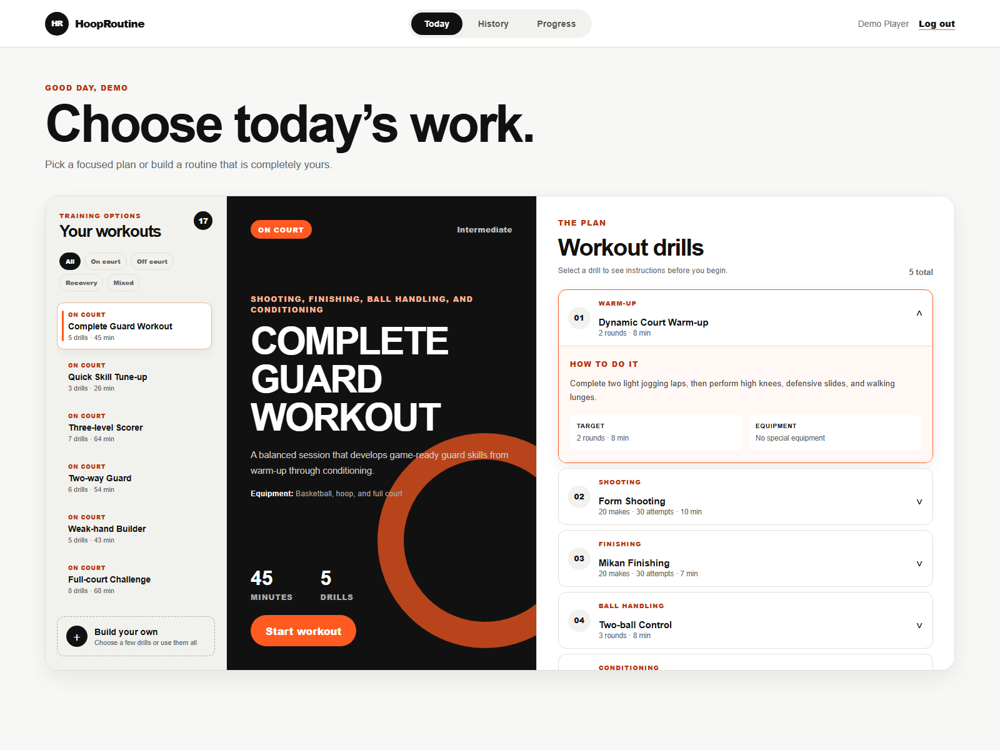 HR HoopRoutine
Today History Progress
Demo Player Log out
GOOD DAY, DEMO
Choose today’s work.
Pick a focused plan or build a routine that is completely yours.
TRAINING OPTIONS
Your workouts
17
All On court Off court
Recovery Mixed
ON COURT
Complete Guard Workout
5 drills · 45 min
ON COURT
Quick Skill Tune-up
3 drills · 26 min
ON COURT
Three-level Scorer
7 drills · 64 min
ON COURT
Two-way Guard
6 drills · 54 min
ON COURT
Weak-hand Builder
5 drills · 43 min
ON COURT
Full-court Challenge
8 drills · 68 min
+
Build your own
Choose a few drills or use them all
ON COURT
Intermediate
SHOOTING, FINISHING, BALL HANDLING, AND
CONDITIONING
COMPLETE
GUARD
WORKOUT
A balanced session that develops game-ready guard skills from
warm-up through conditioning.
Equipment: Basketball, hoop, and full court
45 5
MINUTES DRILLS
Start workout
THE PLAN
Workout drills
Select a drill to see instructions before you begin.
5 total
01
WARM-UP
Dynamic Court Warm-up
2 rounds · 8 min
HOW TO DO IT
Complete two light jogging laps, then perform high knees, defensive slides, and walking
lunges.
TARGET
2 rounds · 8 min
EQUIPMENT
No special equipment
02
SHOOTING
Form Shooting
20 makes · 30 attempts · 10 min
03
FINISHING
Mikan Finishing
20 makes · 30 attempts · 7 min
04
BALL HANDLING
Two-ball Control
3 rounds · 8 min
CONDITIONING